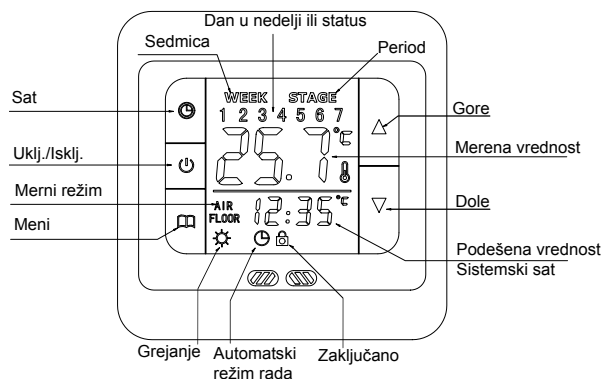 Dan u nedelji ili status
Sedmica
Period
Sat
WEEK STAGE
1 2 3 4 5 6 7
Gore
25.7 °C
Merena vrednost
Uklj./Isklj.
Merni režim
AIR
FLOOR
12:35 °C
Dole
Meni
Podešena vrednost
Sistemski sat
Grejanje
Automatski
režim rada
Zaključano